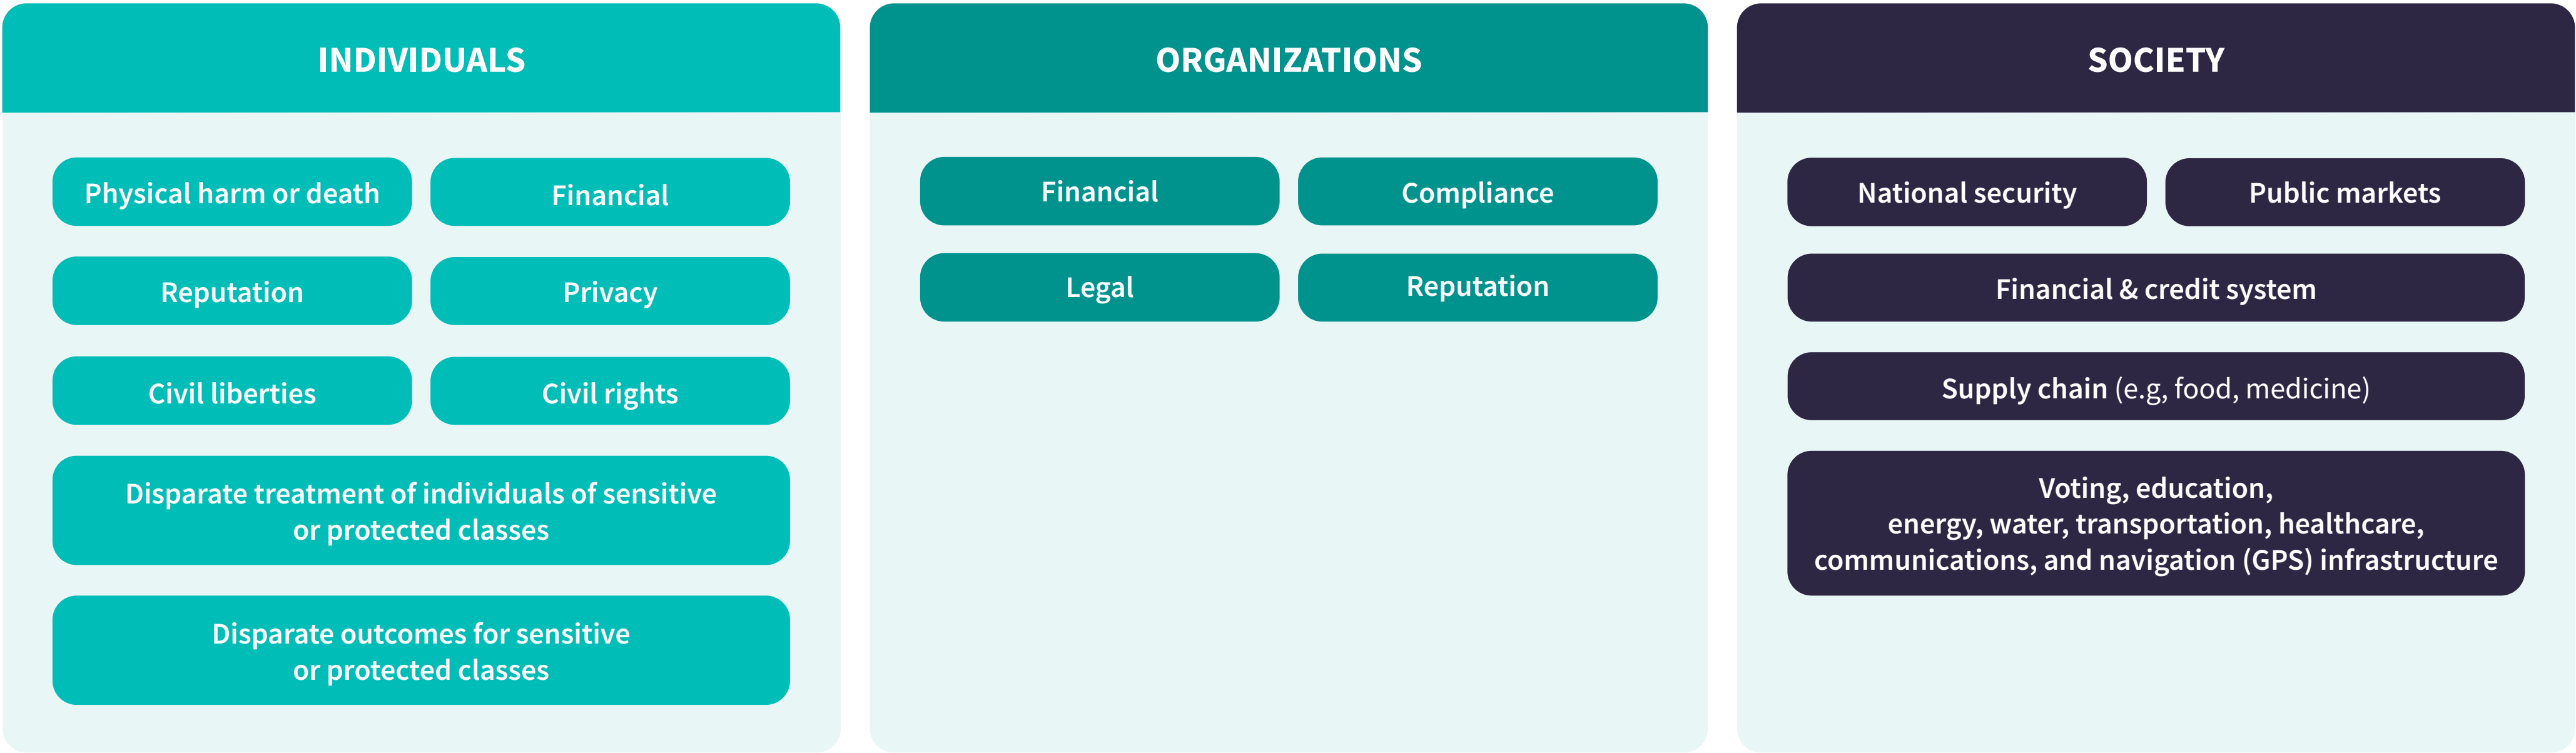 INDIVIDUALS
Physical harm or death
Financial
Reputation
Privacy
Civil liberties
Civil rights
Disparate treatment of individuals of sensitive
or protected classes
Disparate outcomes for sensitive
or protected classes
ORGANIZATIONS
Financial
Compliance
Legal
Reputation
SOCIETY
National security
Public markets
Financial & credit system
Supply chain (e.g, food, medicine)
Voting, education,
energy, water, transportation, healthcare,
communications, and navigation (GPS) infrastructure